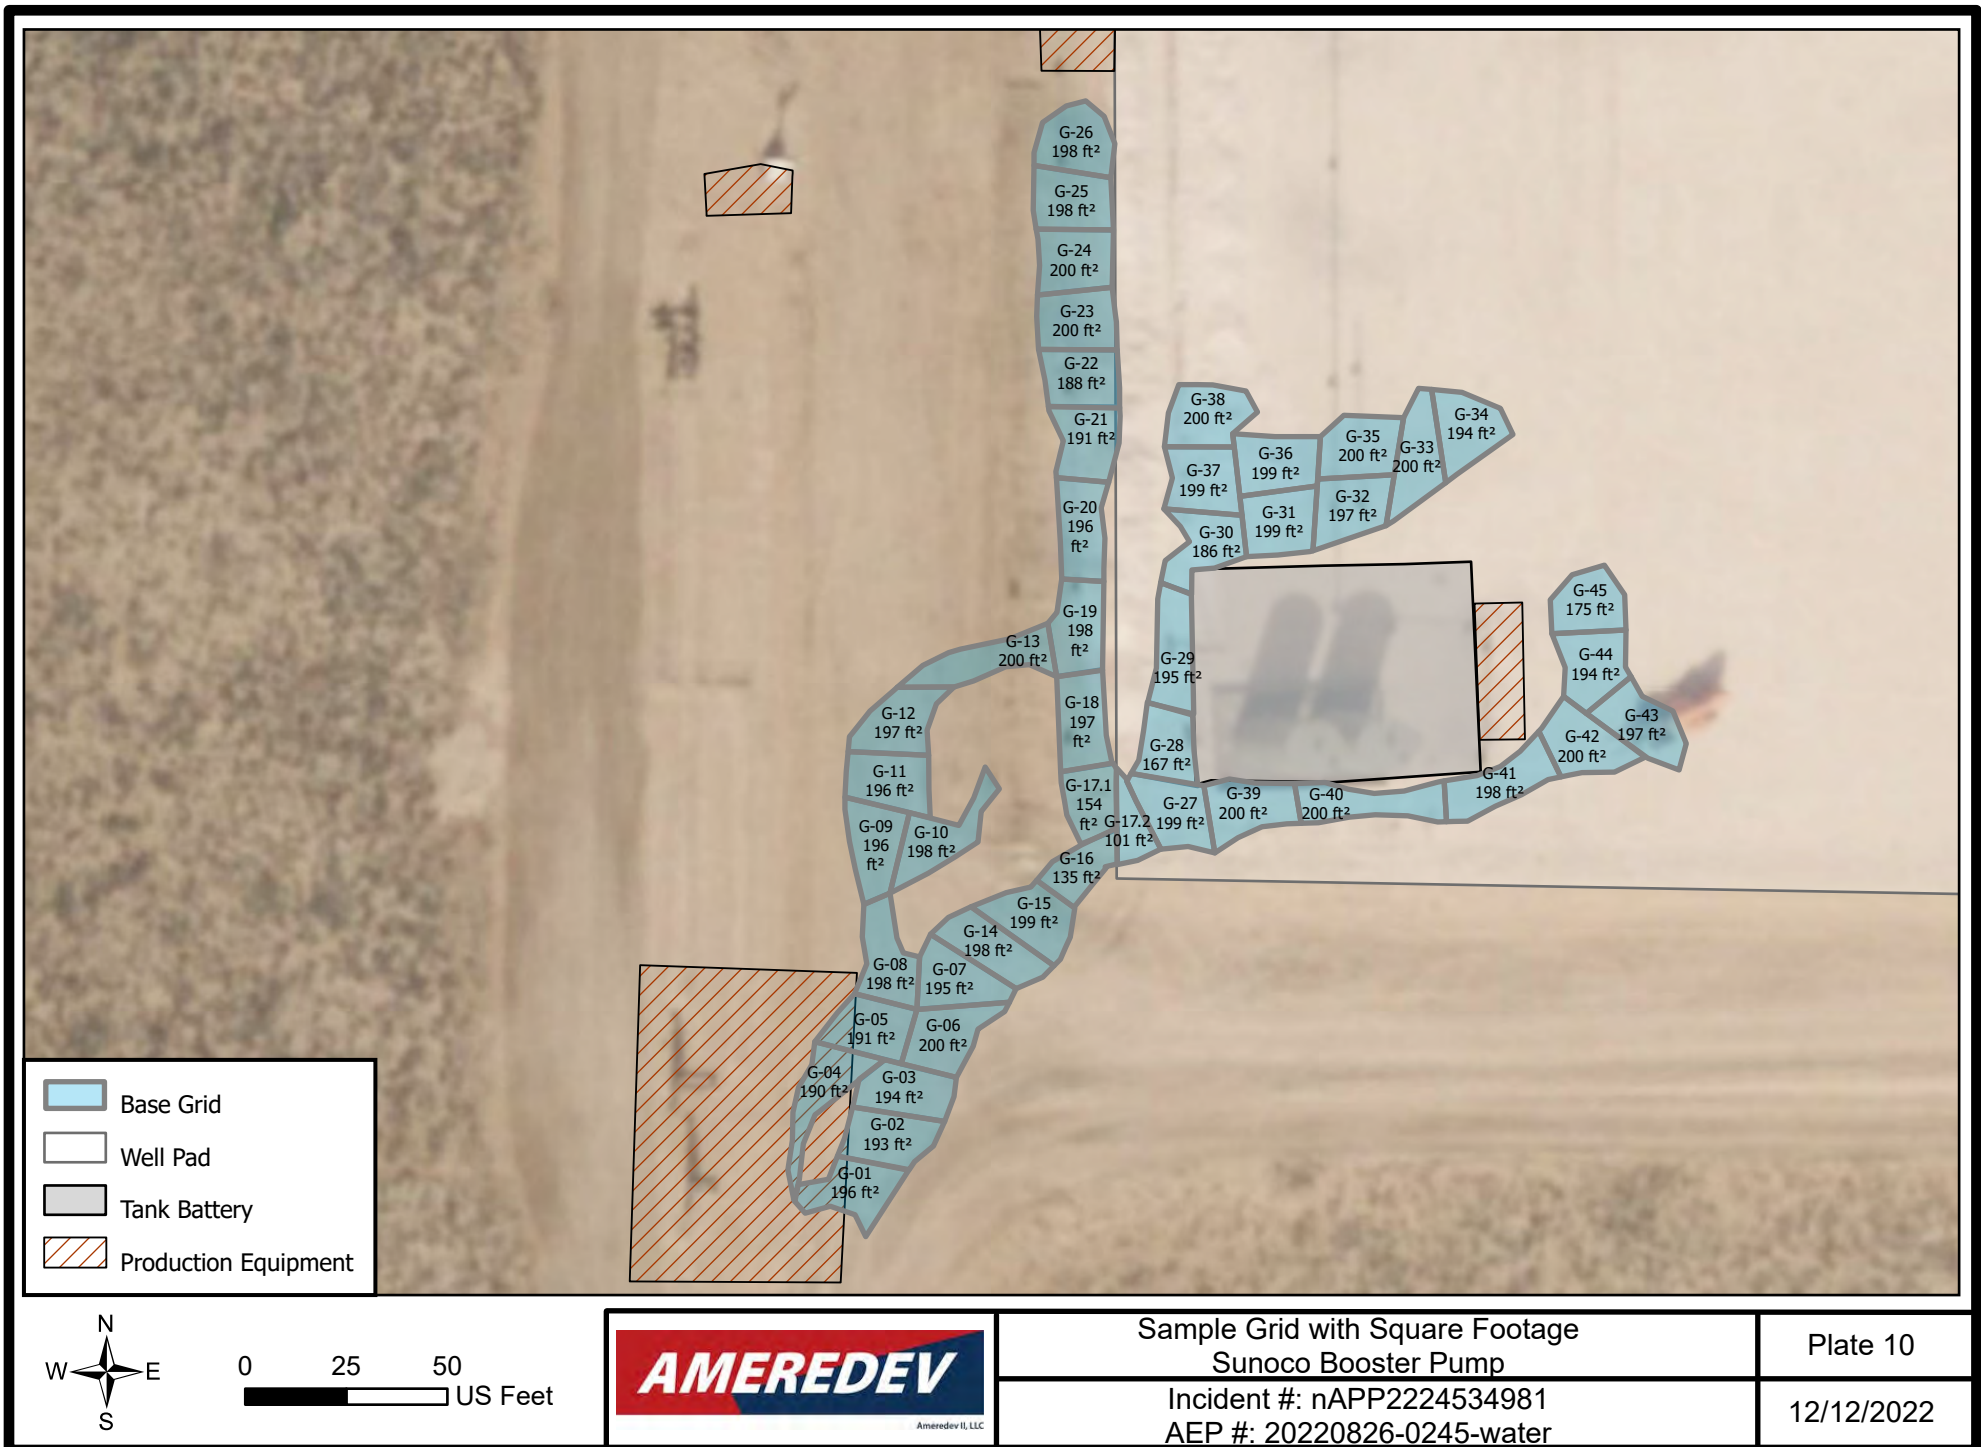 G-26
198 ft²
G-25
198 ft²
G-24
200 ft²
G-23
200 ft²
G-22
188 ft²
G-21
191 ft²
G-20
196
ft²
G-19
198
ft²
G-18
197
ft²
G-17.1
154
ft²
G-17.2
101 ft²
G-16
135 ft²
G-15
199 ft²
G-14
198 ft²
G-13
200 ft²
G-12
197 ft²
G-11
196 ft²
G-09
196
ft²
G-10
198 ft²
G-08
198 ft²
G-07
195 ft²
G-05
191 ft²
G-06
200 ft²
G-04
190 ft²
G-03
194 ft²
G-02
193 ft²
G-01
196 ft²
G-38
200 ft²
G-37
199 ft²
G-36
199 ft²
G-35
200 ft²
G-33
200 ft²
G-34
194 ft²
G-32
197 ft²
G-31
199 ft²
G-30
186 ft²
G-29
195 ft²
G-28
167 ft²
G-27
199 ft²
G-39
200 ft²
G-40
200 ft²
G-41
198 ft²
G-42
200 ft²
G-43
197 ft²
G-44
194 ft²
G-45
175 ft²
Base Grid
Well Pad
Tank Battery
Production Equipment
N
W E
S
0 25 50
US Feet
AMEREDEV
Ameredev II, LLC
Sample Grid with Square Footage
Sunoco Booster Pump
Incident #: nAPP2224534981
AEP #: 20220826-0245-water
Plate 10
12/12/2022